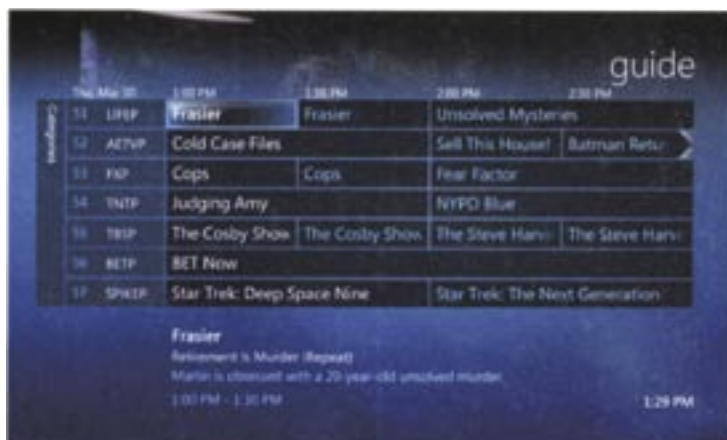 guide
Thu, Mar 30 1:00 PM 1:30 PM 2:00 PM 2:30 PM
Categories
51 LIFEP Frasier Frasier Unsolved Mysteries
52 AETVP Cold Case Files Sell This House! Batman Retu
53 FXP Cops Cops Fear Factor
54 TNTP Judging Amy NYPD Blue
55 TBSP The Cosby Show The Cosby Show The Steve Harv The Steve Harv
56 BETP BET Now
57 SPIKEP Star Trek: Deep Space Nine Star Trek: The Next Generation
Frasier
Retirement Is Murder (Repeat)
Martin is obsessed with a 20-year-old unsolved murder.
1:00 PM - 1:30 PM
1:29 PM